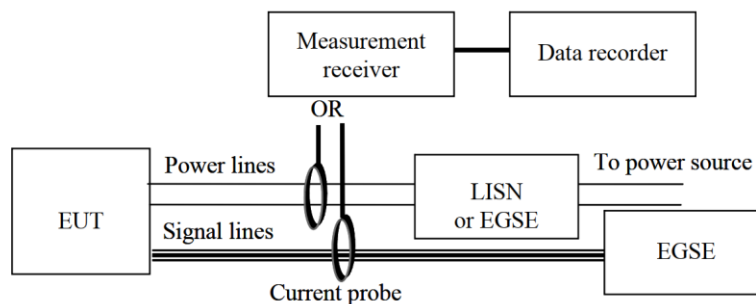 Measurement
receiver
Data recorder
OR
Power lines
To power source
EUT
LISN
or EGSE
Signal lines
EGSE
Current probe